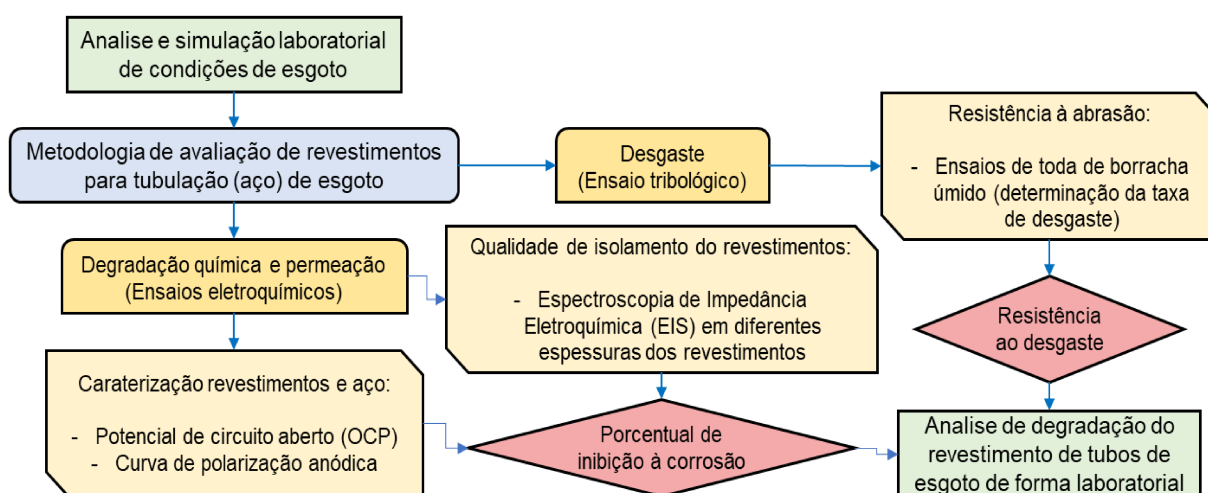 Analise e simulação laboratorial
de condições de esgoto
Metodologia de avaliação de revestimentos
para tubulação (aço) de esgoto
Desgaste
(Ensaio tribológico)
Resistência à abrasão:
- Ensaios de toda de borracha
úmido (determinação da taxa
de desgaste)
Degradação química e permeação
(Ensaios eletroquímicos)
Qualidade de isolamento do revestimentos:
- Espectroscopia de Impedância
Eletroquímica (EIS) em diferentes
espessuras dos revestimentos
Resistência
ao desgaste
Caraterização revestimentos e aço:
- Potencial de circuito aberto (OCP)
- Curva de polarização anódica
Porcentual de
inibição à corrosão
Analise de degradação do
revestimento de tubos de
esgoto de forma laboratorial